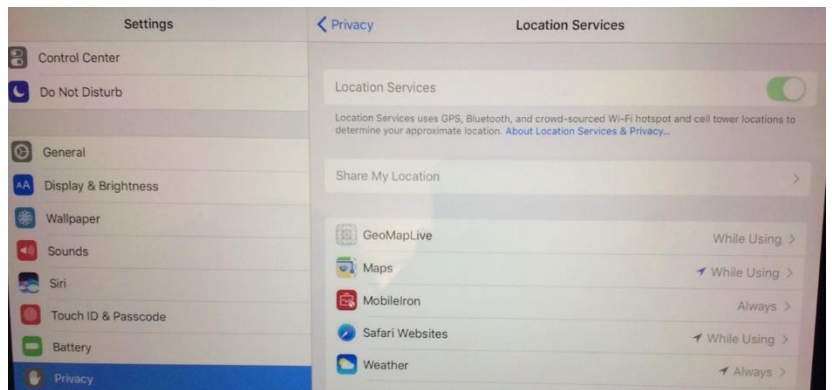 Settings
Control Center
Do Not Disturb
General
AA Display & Brightness
Wallpaper
Sounds
Siri
Touch ID & Passcode
Battery
Privacy
Privacy
Location Services
Location Services
Location Services uses GPS, Bluetooth, and crowd-sourced Wi-Fi hotspot and cell tower locations to
determine your approximate location. About Location Services & Privacy...
Share My Location
GeoMapLive While Using
Maps While Using
MobileIron Always
Safari Websites While Using
Weather Always